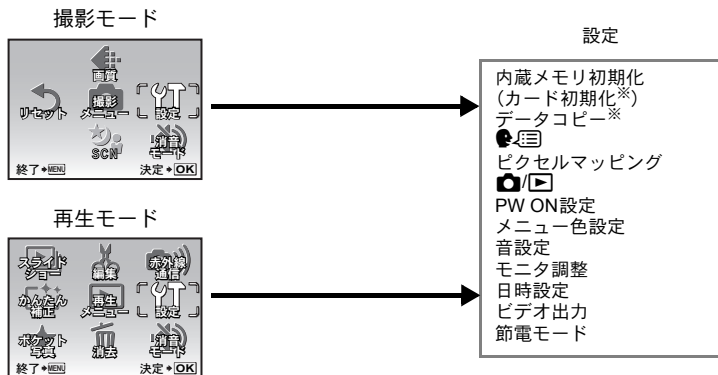 撮影モード
画質
リセット
撮影
メニュー
設定
SCN
消音
モード
終了 MENU
決定 OK
再生モード
スライド
ショー
編集
赤外線
通信
かんたん
補正
再生
メニュー
設定
ポケット
写真
消去
消音
モード
終了 MENU
決定 OK
設定
内蔵メモリ初期化
(カード初期化※)
データコピー※
ピクセルマッピング
/
PW ON設定
メニュー色設定
音設定
モニタ調整
日時設定
ビデオ出力
節電モード